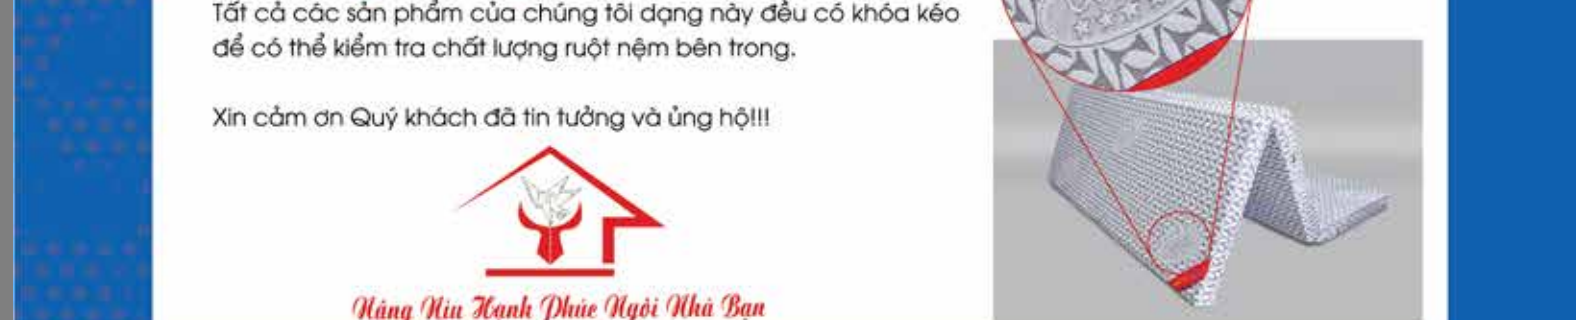 Tất cả các sản phẩm của chúng tôi dạng này đều có khóa kéo
để có thể kiểm tra chất lượng ruột nệm bên trong.
Xin cảm ơn Quý khách đã tin tưởng và ủng hộ!!!
Nâng Niu Hạnh Phúc Ngôi Nhà Bạn